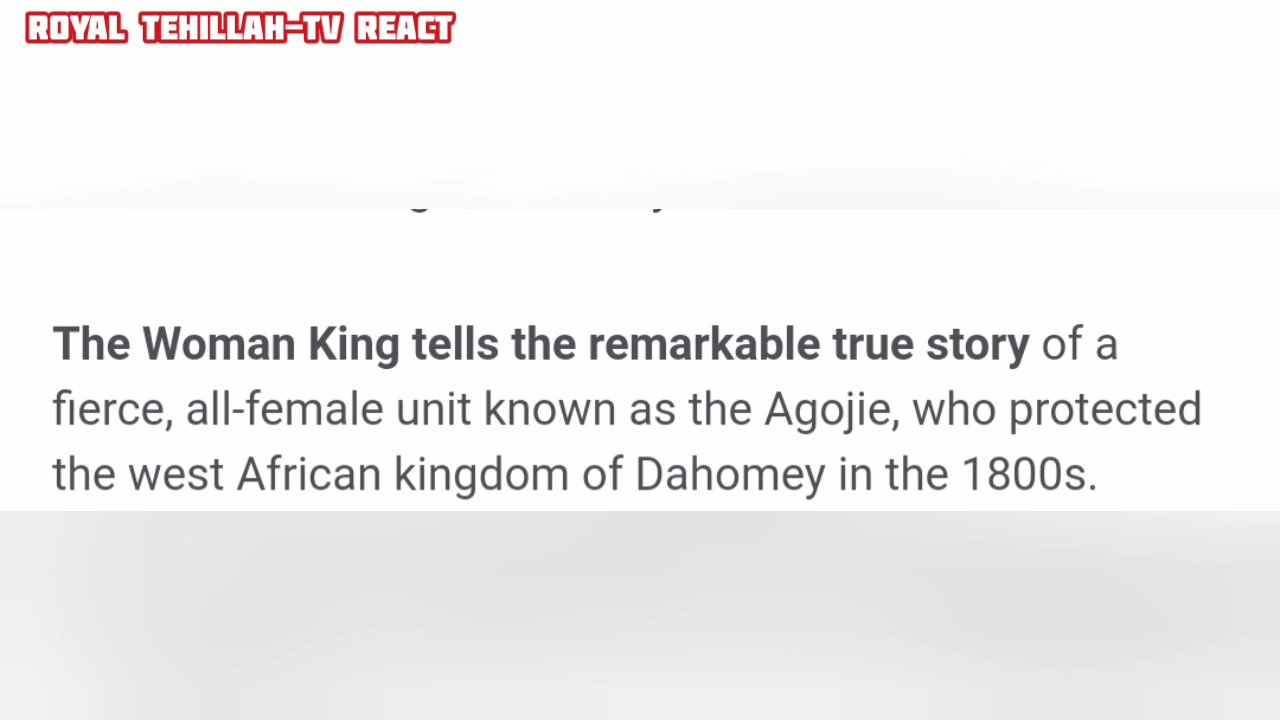 ROYAL TEHILLAH-TV REACT
The Woman King tells the remarkable true story of a
fierce, all-female unit known as the Agojie, who protected
the west African kingdom of Dahomey in the 1800s.